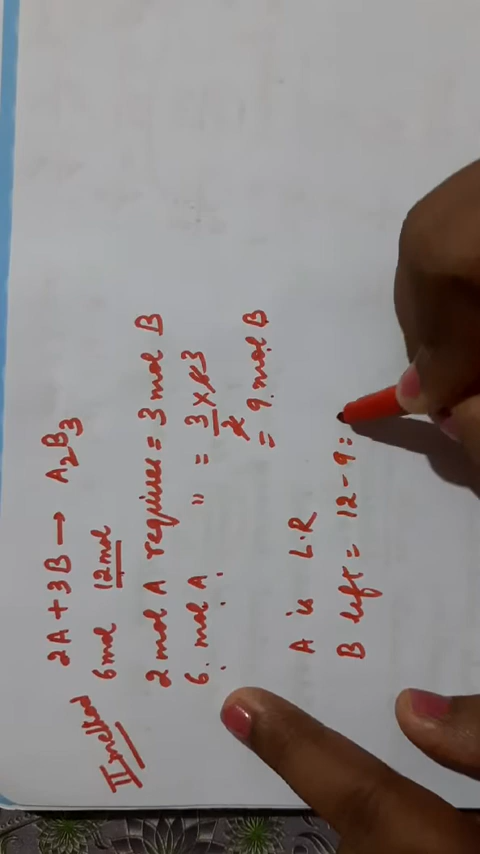 II method
2A + 3B → A2B3
6 mol 12 mol
2 mol A requires = 3 mol B
6. mol A. " = 3/2 × 6 3
= 9. mol B
A is L.R
B left = 12 - 9 =